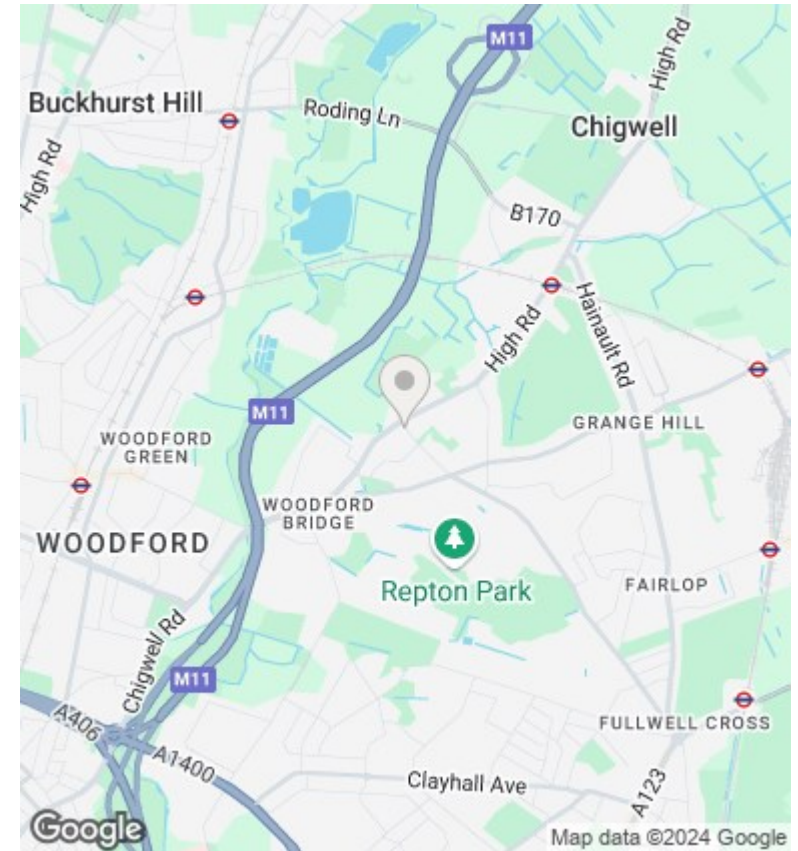 M11
High Rd
Buckhurst Hill
Roding Ln
Chigwell
High Rd
B170
Hainault Rd
High Rd
M11
GRANGE HILL
WOODFORD
GREEN
WOODFORD
BRIDGE
WOODFORD
Repton Park
FAIRLOP
Chigwell Rd
M11
A406
FULLWELL CROSS
A1400
Clayhall Ave
A123
Google
Map data ©2024 Google